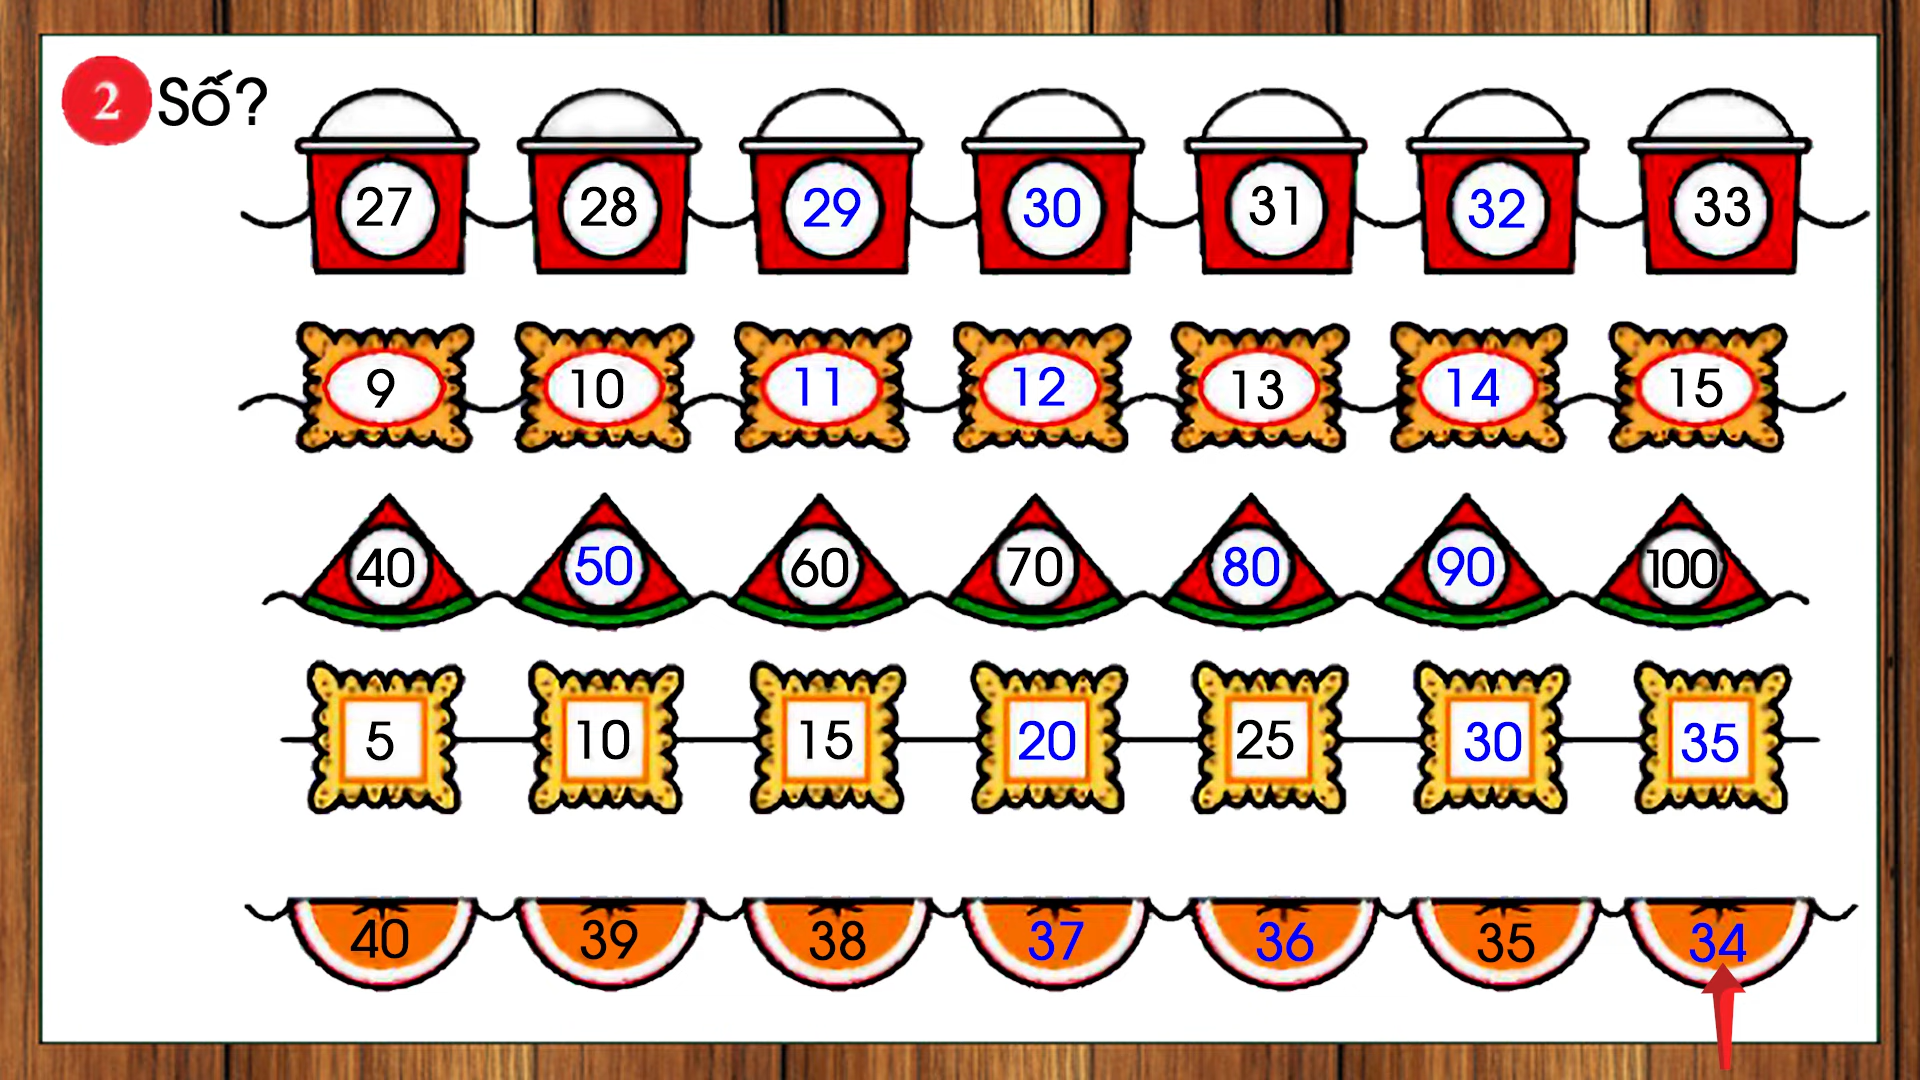 2 Số?
27 28 29 30 31 32 33
9 10 11 12 13 14 15
40 50 60 70 80 90 100
5 10 15 20 25 30 35
40 39 38 37 36 35 34